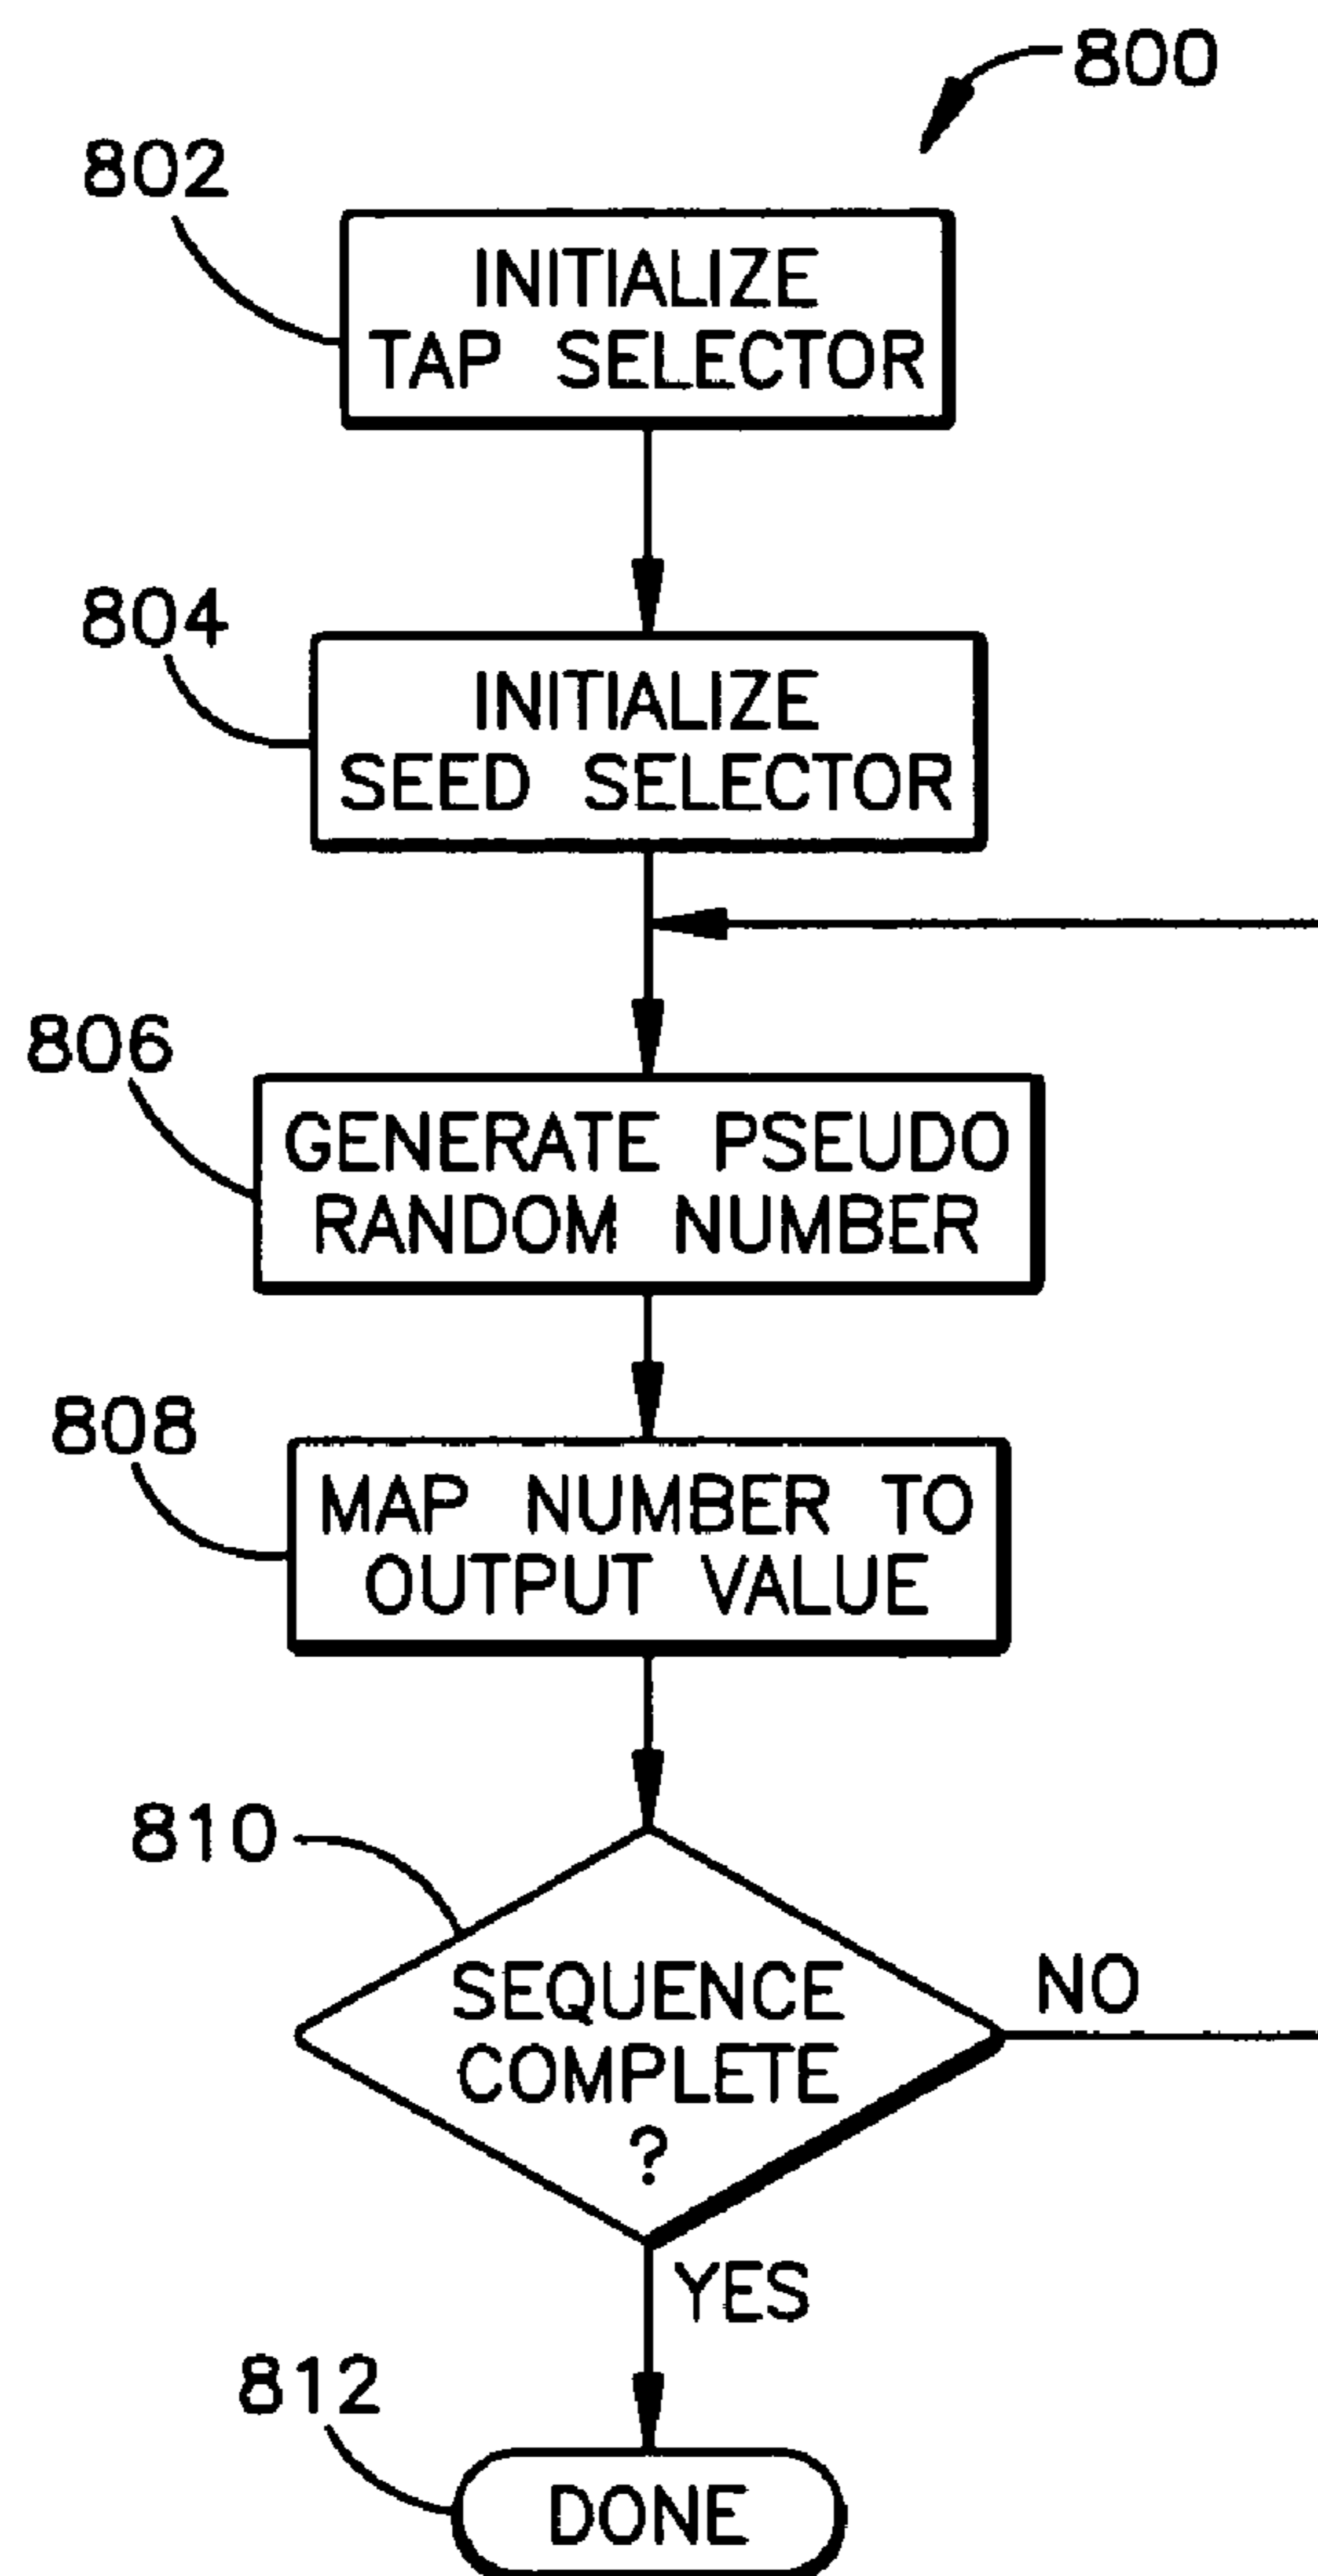 800
802
INITIALIZE
TAP SELECTOR
804
INITIALIZE
SEED SELECTOR
806
GENERATE PSEUDO
RANDOM NUMBER
808
MAP NUMBER TO
OUTPUT VALUE
810
SEQUENCE
COMPLETE
?
NO
YES
812
DONE